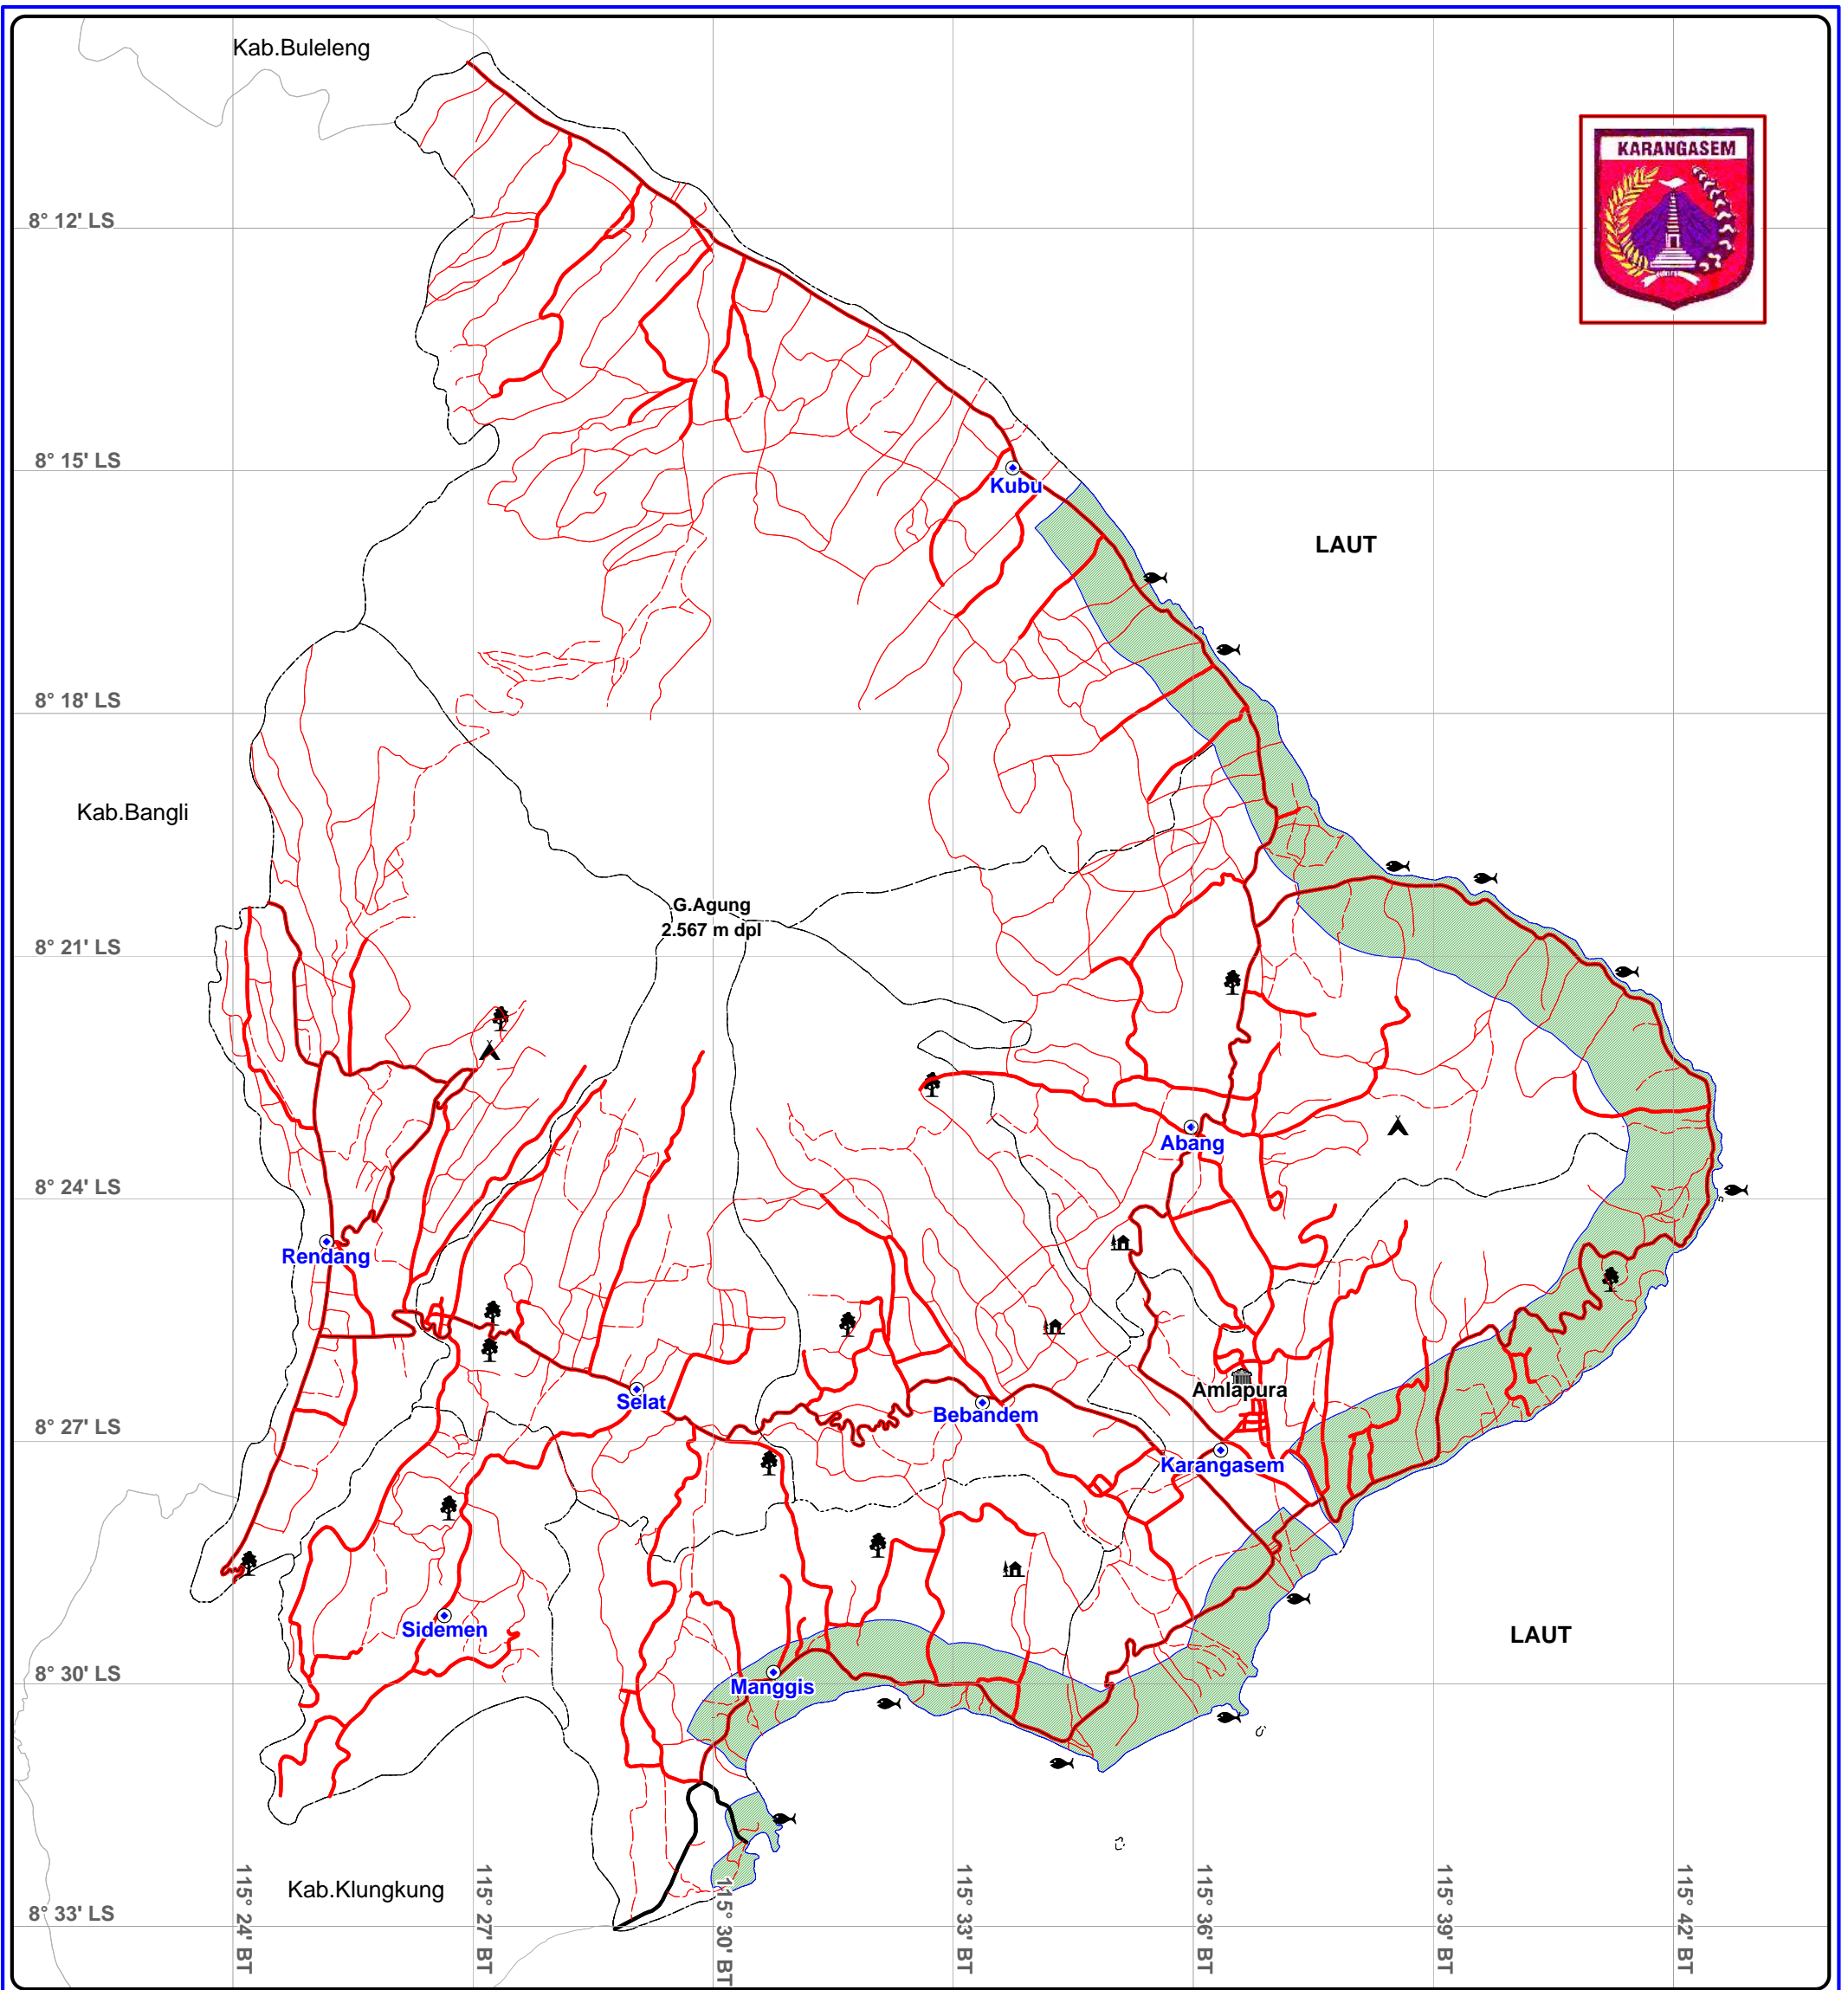 Kab.Buleleng
KARANGASEM
8° 12' LS
8° 15' LS
Kubu
LAUT
8° 18' LS
Kab.Bangli
G.Agung
2.567 m dpl
8° 21' LS
Abang
8° 24' LS
Rendang
Amlapura
Selat
Bebandem
8° 27' LS
Karangasem
Sidemen
LAUT
8° 30' LS
Manggis
Kab.Klungkung
8° 33' LS
115° 24' BT
115° 27' BT
115° 30' BT
115° 33' BT
115° 36' BT
115° 39' BT
115° 42' BT